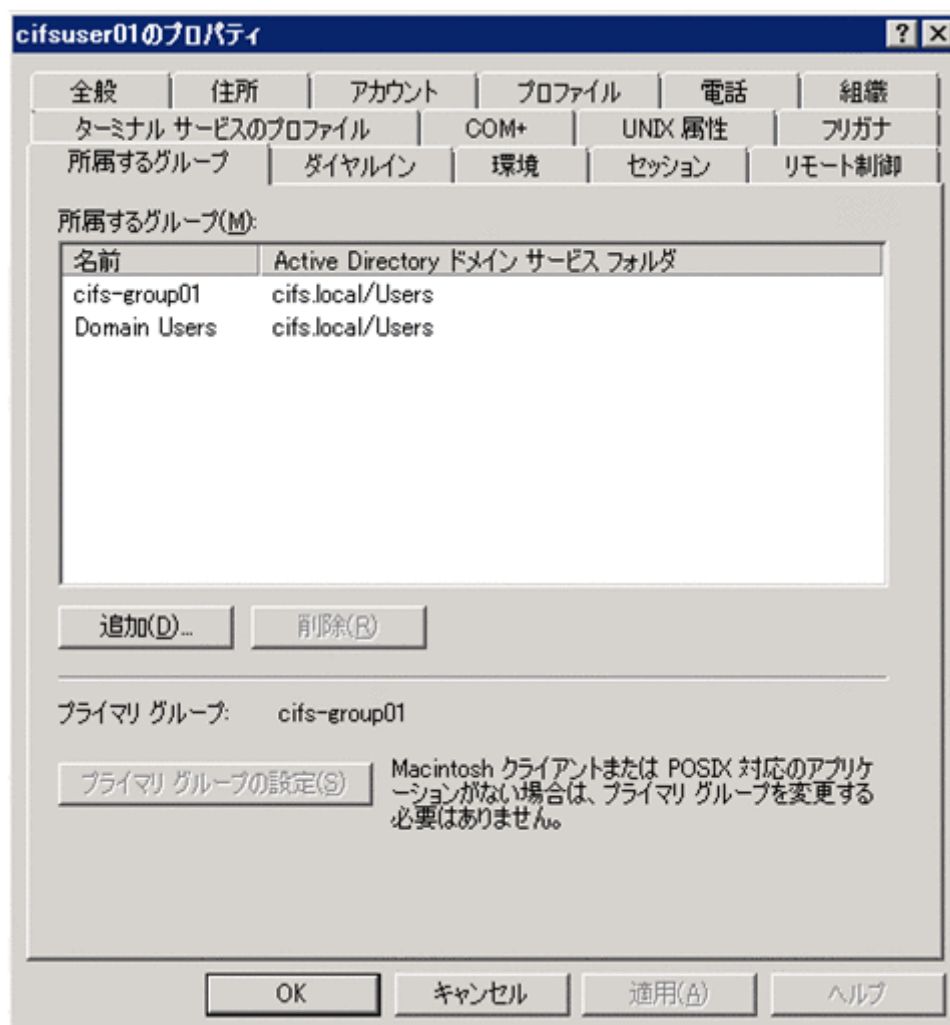 cifsuser01のプロパティ
全般 住所 アカウント プロファイル 電話 組織
ターミナル サービスのプロファイル COM+ UNIX 属性 フリガナ
所属するグループ ダイヤルイン 環境 セッション リモート制御
所属するグループ(M):
名前 Active Directory ドメイン サービス フォルダ
cifs-group01 cifs.local/Users
Domain Users cifs.local/Users
追加(D)... 削除(R)
プライマリ グループ: cifs-group01
プライマリ グループの設定(S)
Macintosh クライアントまたは POSIX 対応のアプリケ
ーションがない場合は、プライマリ グループを変更する
必要はありません。
OK キャンセル 適用(A) ヘルプ